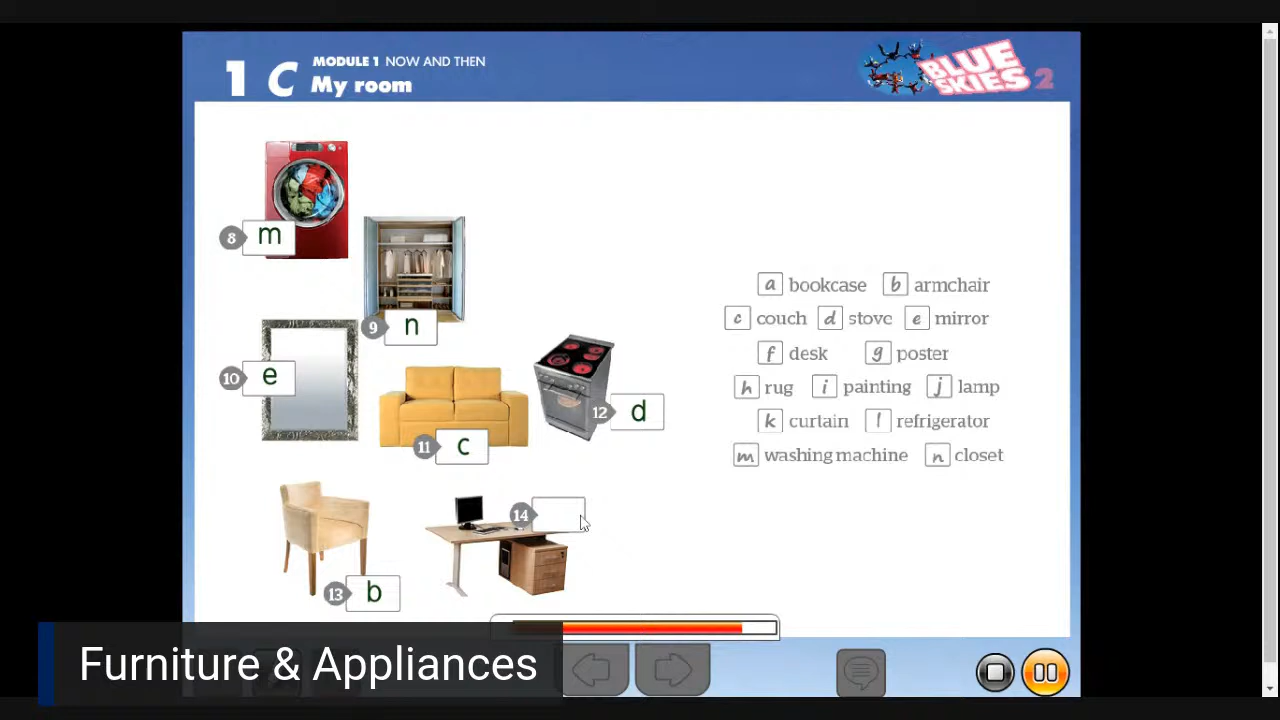 1 C MODULE 1 NOW AND THEN
My room
BLUE
SKIES 2
8 m
9 n
10 e
11 c
12 d
13 b
14
a bookcase b armchair
c couch d stove e mirror
f desk g poster
h rug i painting j lamp
k curtain l refrigerator
m washing machine n closet
Furniture & Appliances